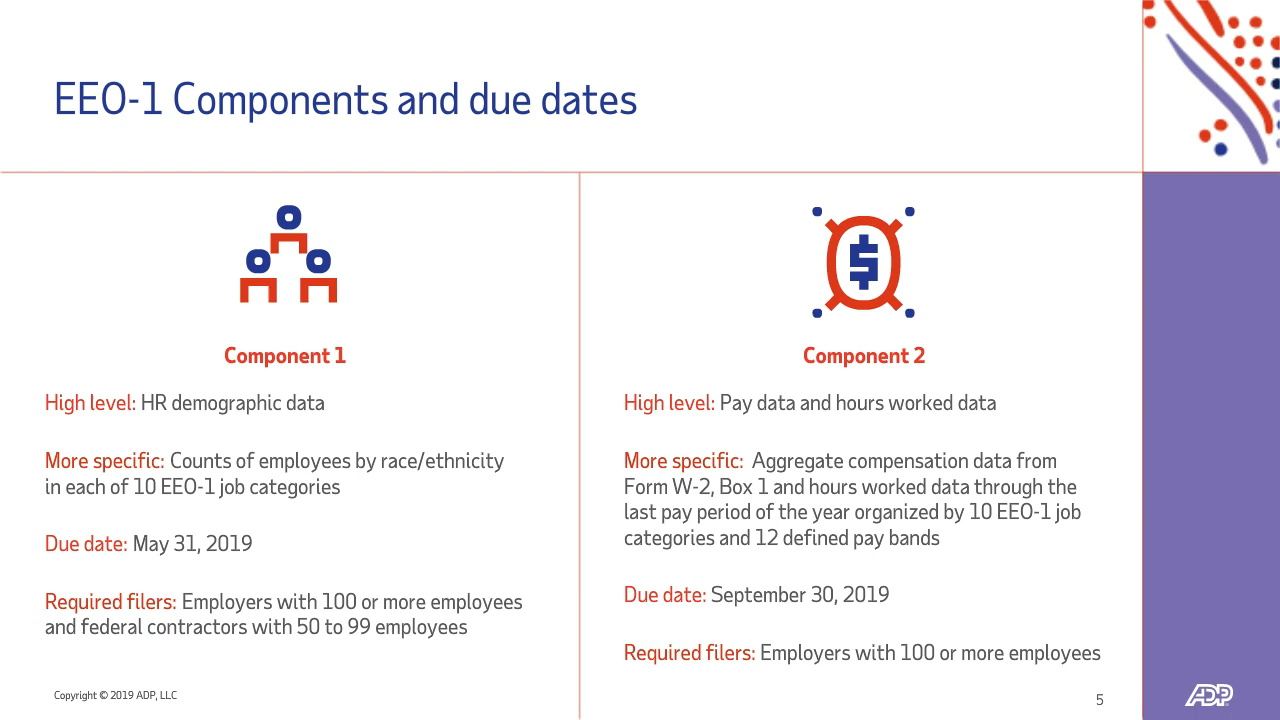 EEO-1 Components and due dates
Component 1
High level: HR demographic data
More specific: Counts of employees by race/ethnicity
in each of 10 EEO-1 job categories
Due date: May 31, 2019
Required filers: Employers with 100 or more employees
and federal contractors with 50 to 99 employees
$
Component 2
High level: Pay data and hours worked data
More specific: Aggregate compensation data from
Form W-2, Box 1 and hours worked data through the
last pay period of the year organized by 10 EEO-1 job
categories and 12 defined pay bands
Due date: September 30, 2019
Required filers: Employers with 100 or more employees
Copyright © 2019 ADP, LLC
5
ADP